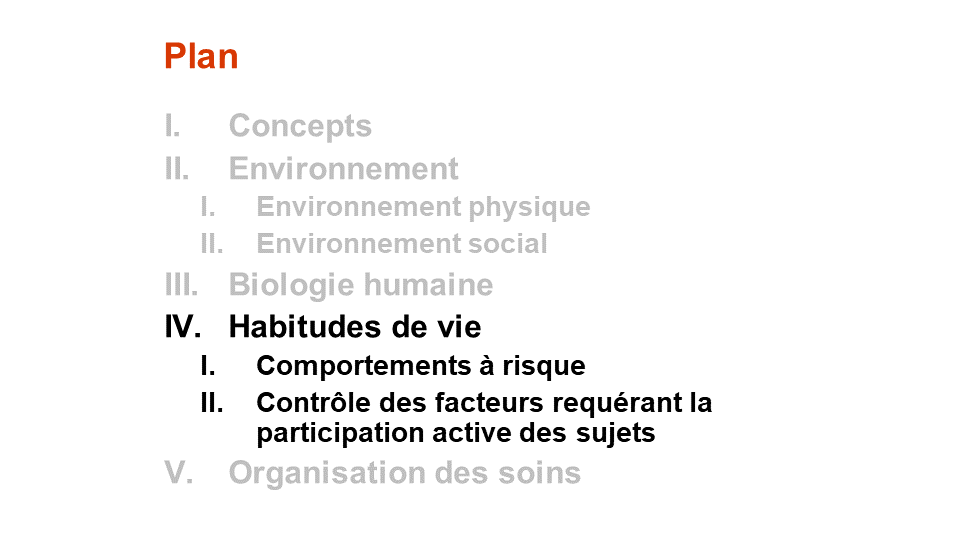 Plan
I. Concepts
II. Environnement
I. Environnement physique
II. Environnement social
III. Biologie humaine
IV. Habitudes de vie
I. Comportements à risque
II. Contrôle des facteurs requérant la
participation active des sujets
V. Organisation des soins